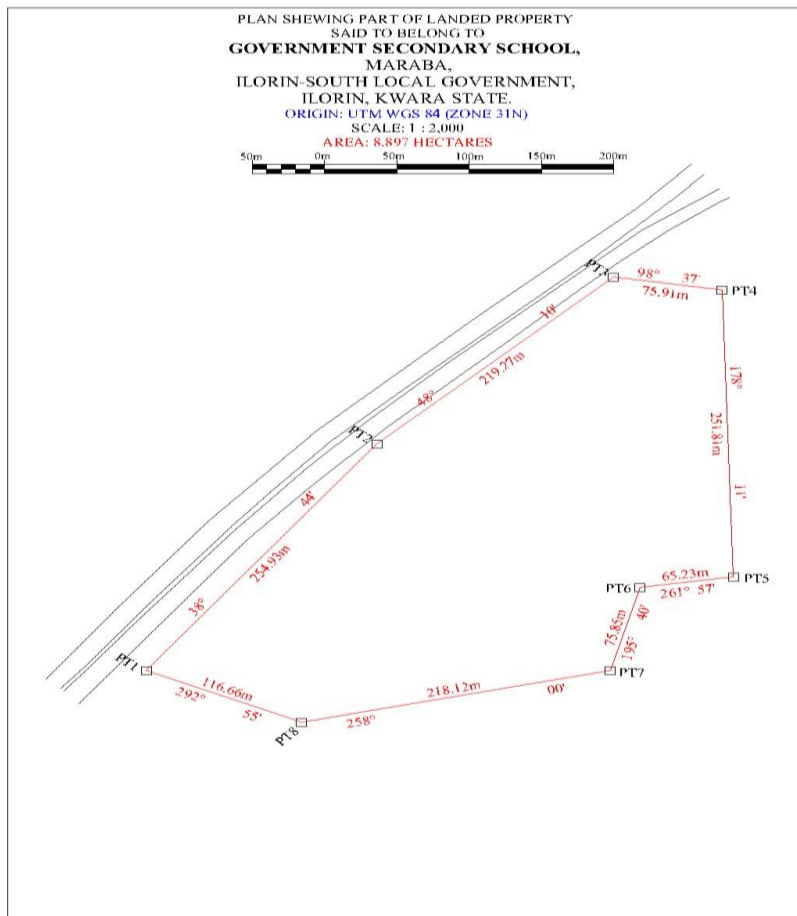 PLAN SHEWING PART OF LANDED PROPERTY
SAID TO BELONG TO
GOVERNMENT SECONDARY SCHOOL,
MARABA,
ILORIN-SOUTH LOCAL GOVERNMENT,
ILORIN, KWARA STATE.
ORIGIN: UTM WGS 84 (ZONE 31N)
SCALE: 1 : 2,000
AREA: 8.897 HECTARES
50m 0m 50m 100m 150m 200m
PT3
98° 37'
75.91m
PT4
10'
219.27m
48°
178°
251.81m
11'
PT2
44'
254.93m
38°
65.23m
PT5
261° 57'
PT6
40'
75.85m
195°
PT1
PT7
116.66m
292° 55'
218.12m
00'
258°
PT8